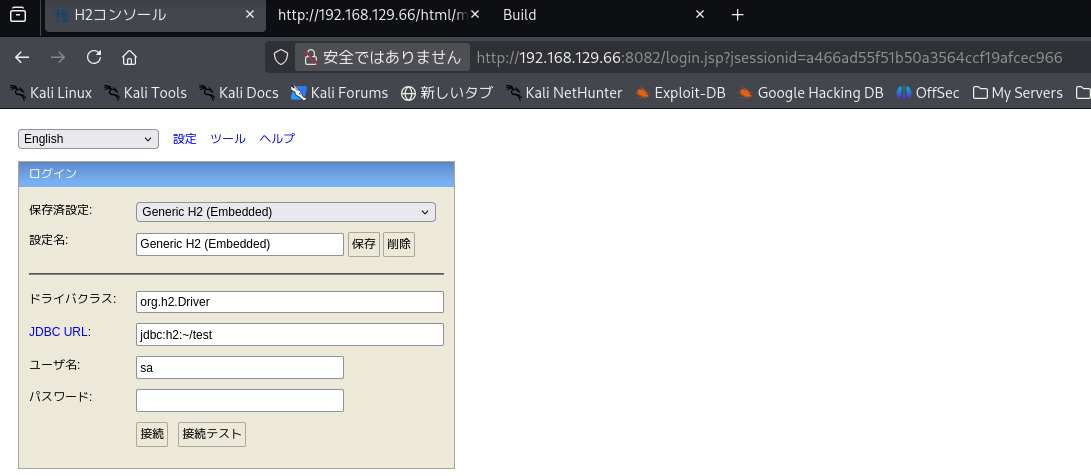 H2コンソール
http://192.168.129.66/html/m
Build
安全ではありません http://192.168.129.66:8082/login.jsp?jsessionid=a466ad55f51b50a3564ccf19afcec966
Kali Linux Kali Tools Kali Docs Kali Forums 新しいタブ Kali NetHunter Exploit-DB Google Hacking DB OffSec My Servers
English 設定 ツール ヘルプ
ログイン
保存済設定: Generic H2 (Embedded)
設定名: Generic H2 (Embedded) 保存 削除
ドライバクラス: org.h2.Driver
JDBC URL: jdbc:h2:~/test
ユーザ名: sa
パスワード:
接続 接続テスト